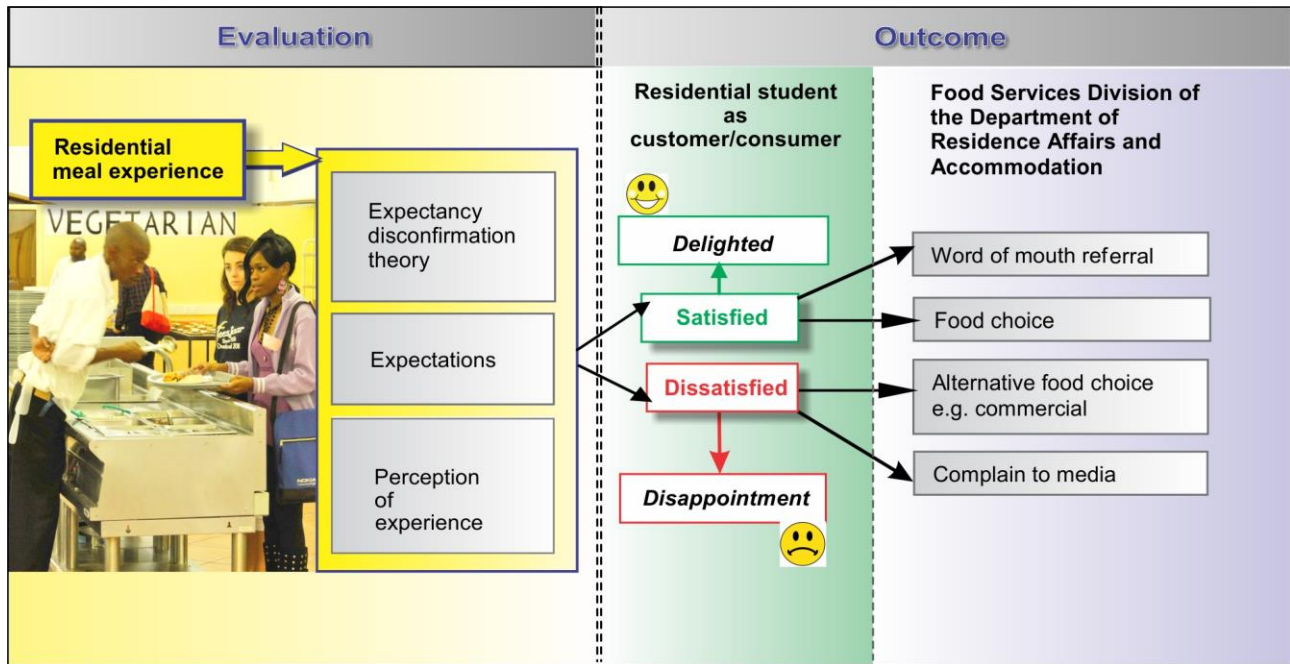 Evaluation
Outcome
Residential
meal experience
VEGETARIAN
Expectancy
disconfirmation
theory
Expectations
Perception
of
experience
Residential student
as
customer/consumer
Delighted
Satisfied
Dissatisfied
Disappointment
Food Services Division of
the Department of
Residence Affairs and
Accommodation
Word of mouth referral
Food choice
Alternative food choice
e.g. commercial
Complain to media